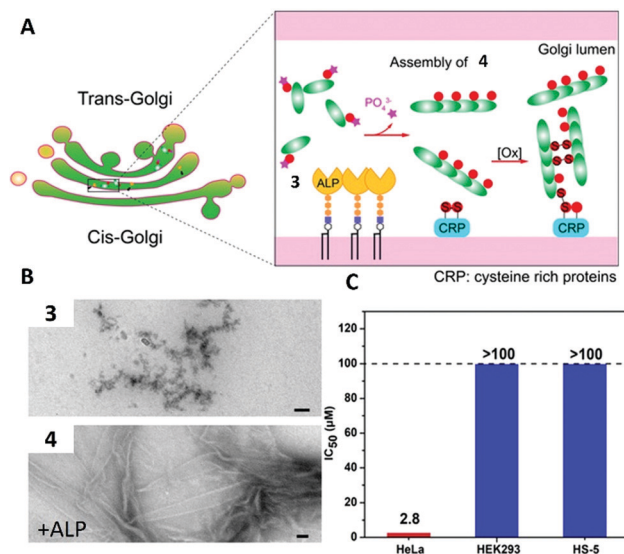 A
Trans-Golgi
Cis-Golgi
Assembly of 4
Golgi lumen
PO₄³⁻
[Ox]
3
ALP
S S
CRP
S S
S S
S
CRP
CRP: cysteine rich proteins
B
3
4
+ALP
C
IC₅₀ (µM)
120
100
80
60
40
20
0
2.8
>100
>100
HeLa
HEK293
HS-5